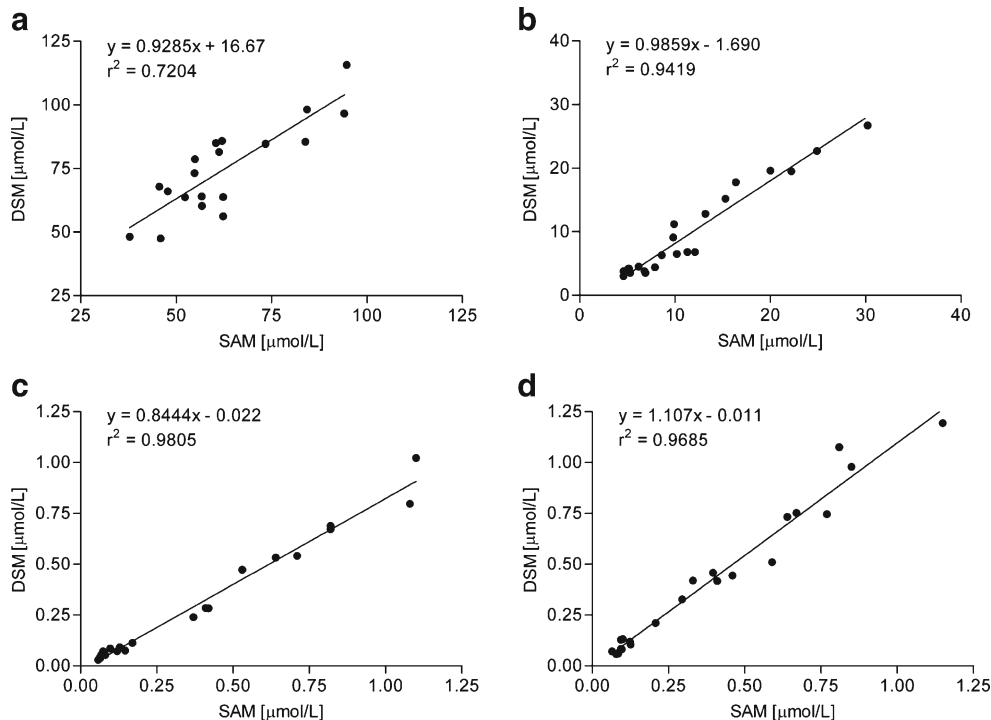 a
y = 0.9285x + 16.67
r² = 0.7204
125
100
75
50
25
DSM [μmol/L]
25 50 75 100 125
SAM [μmol/L]
b
y = 0.9859x - 1.690
r² = 0.9419
40
30
20
10
0
DSM [μmol/L]
0 10 20 30 40
SAM [μmol/L]
c
y = 0.8444x - 0.022
r² = 0.9805
1.25
1.00
0.75
0.50
0.25
0.00
DSM [μmol/L]
0.00 0.25 0.50 0.75 1.00 1.25
SAM [μmol/L]
d
y = 1.107x - 0.011
r² = 0.9685
1.25
1.00
0.75
0.50
0.25
0.00
DSM [μmol/L]
0.00 0.25 0.50 0.75 1.00 1.25
SAM [μmol/L]